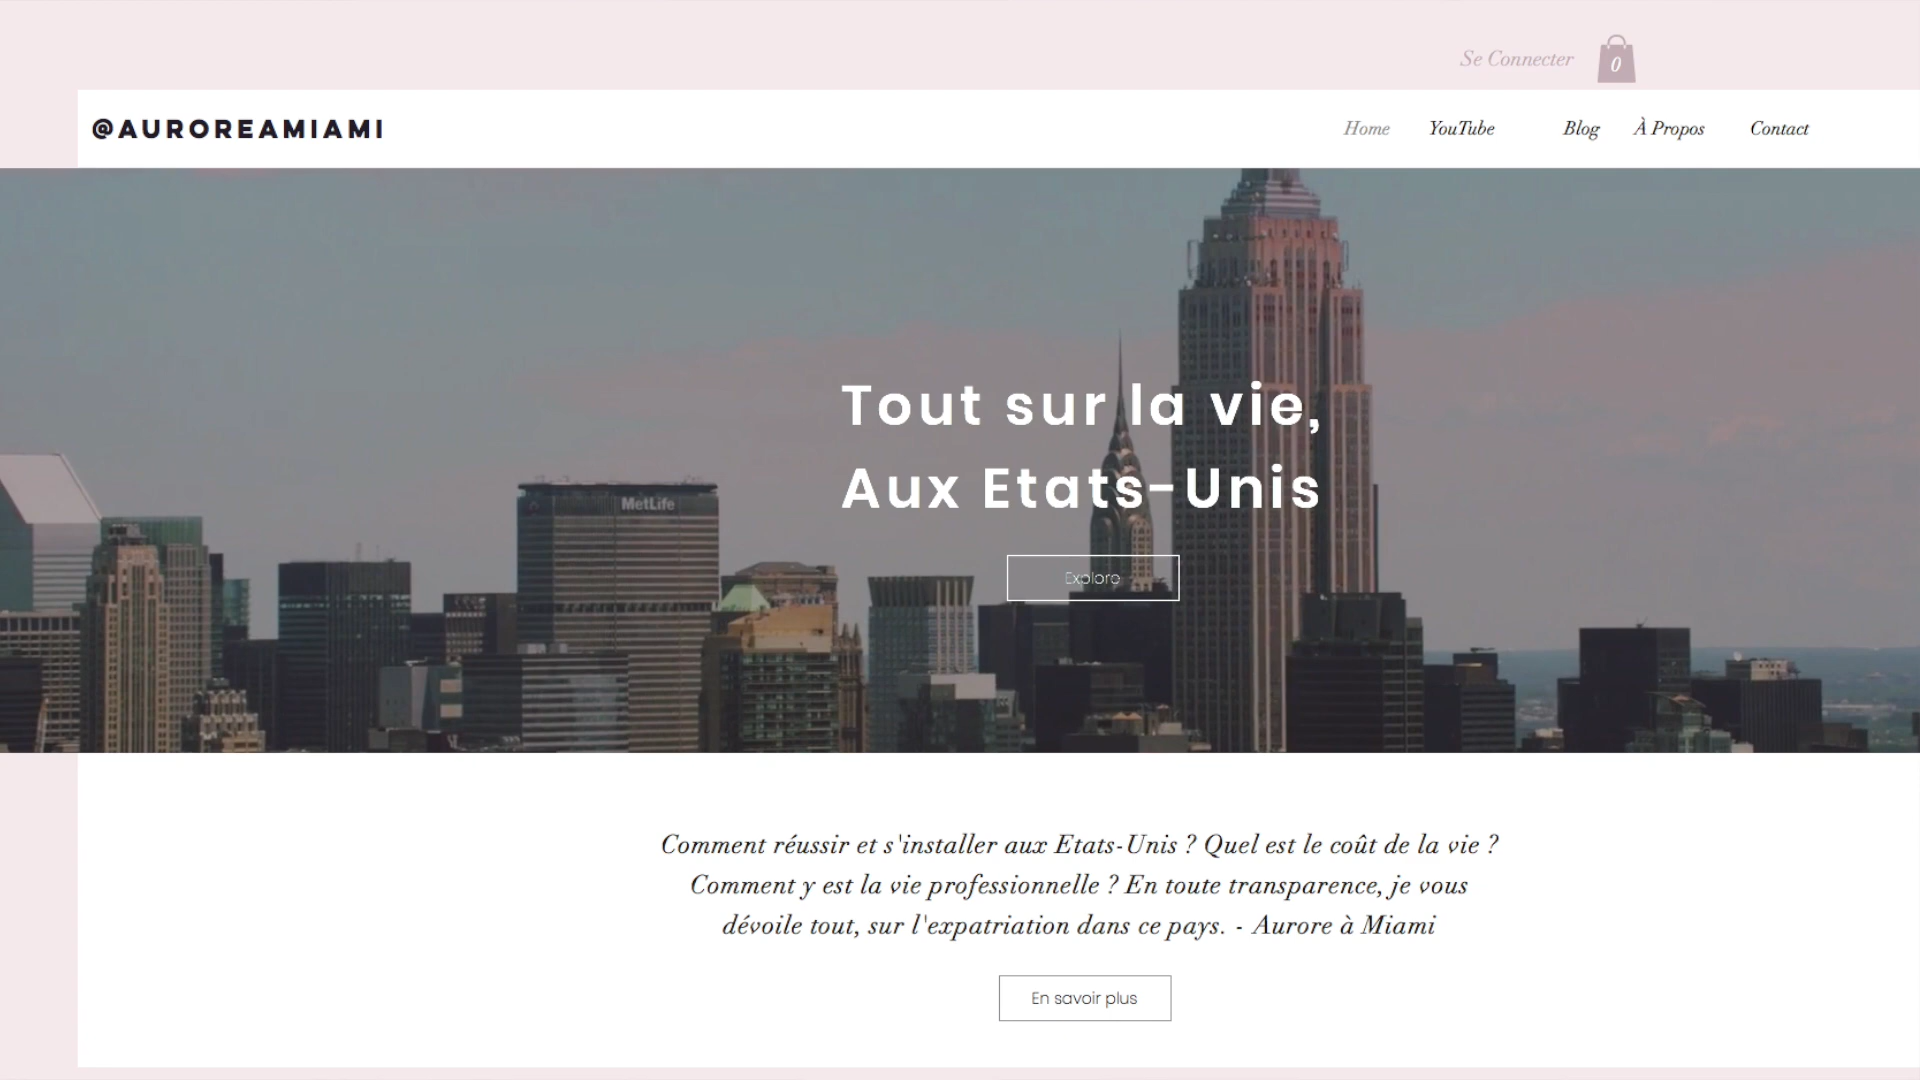 Se Connecter
0
@AUROREAMIAMI
Home YouTube Blog À Propos Contact
Tout sur la vie,
Aux Etats-Unis
MetLife
Explore
Comment réussir et s'installer aux Etats-Unis ? Quel est le coût de la vie ?
Comment y est la vie professionnelle ? En toute transparence, je vous
dévoile tout, sur l'expatriation dans ce pays. - Aurore à Miami
En savoir plus